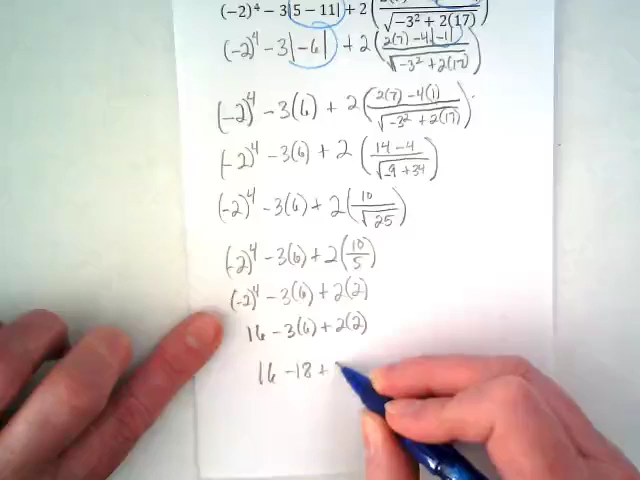 (−2)⁴ − 3|5 − 11| + 2(
√−3² + 2(17)
(-2)⁴ - 3|-6| + 2(2(7) - 4|-1| / √-3² + 2(17))
(-2)⁴ - 3(6) + 2(2(7) - 4(1) / √-3² + 2(17))
(-2)⁴ - 3(6) + 2(14 - 4 / √-9 + 34)
(-2)⁴ - 3(6) + 2(10 / √25)
(-2)⁴ - 3(6) + 2(10/5)
(-2)⁴ - 3(6) + 2(2)
16 - 3(6) + 2(2)
16 - 18 +